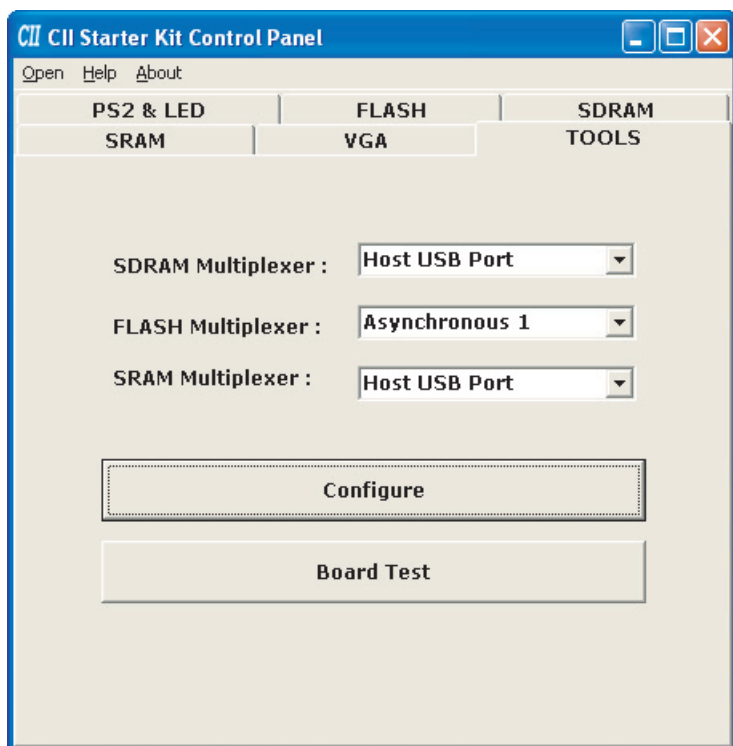 CII CII Starter Kit Control Panel
Open Help About
PS2 & LED FLASH SDRAM
SRAM VGA TOOLS
SDRAM Multiplexer : Host USB Port
FLASH Multiplexer : Asynchronous 1
SRAM Multiplexer : Host USB Port
Configure
Board Test